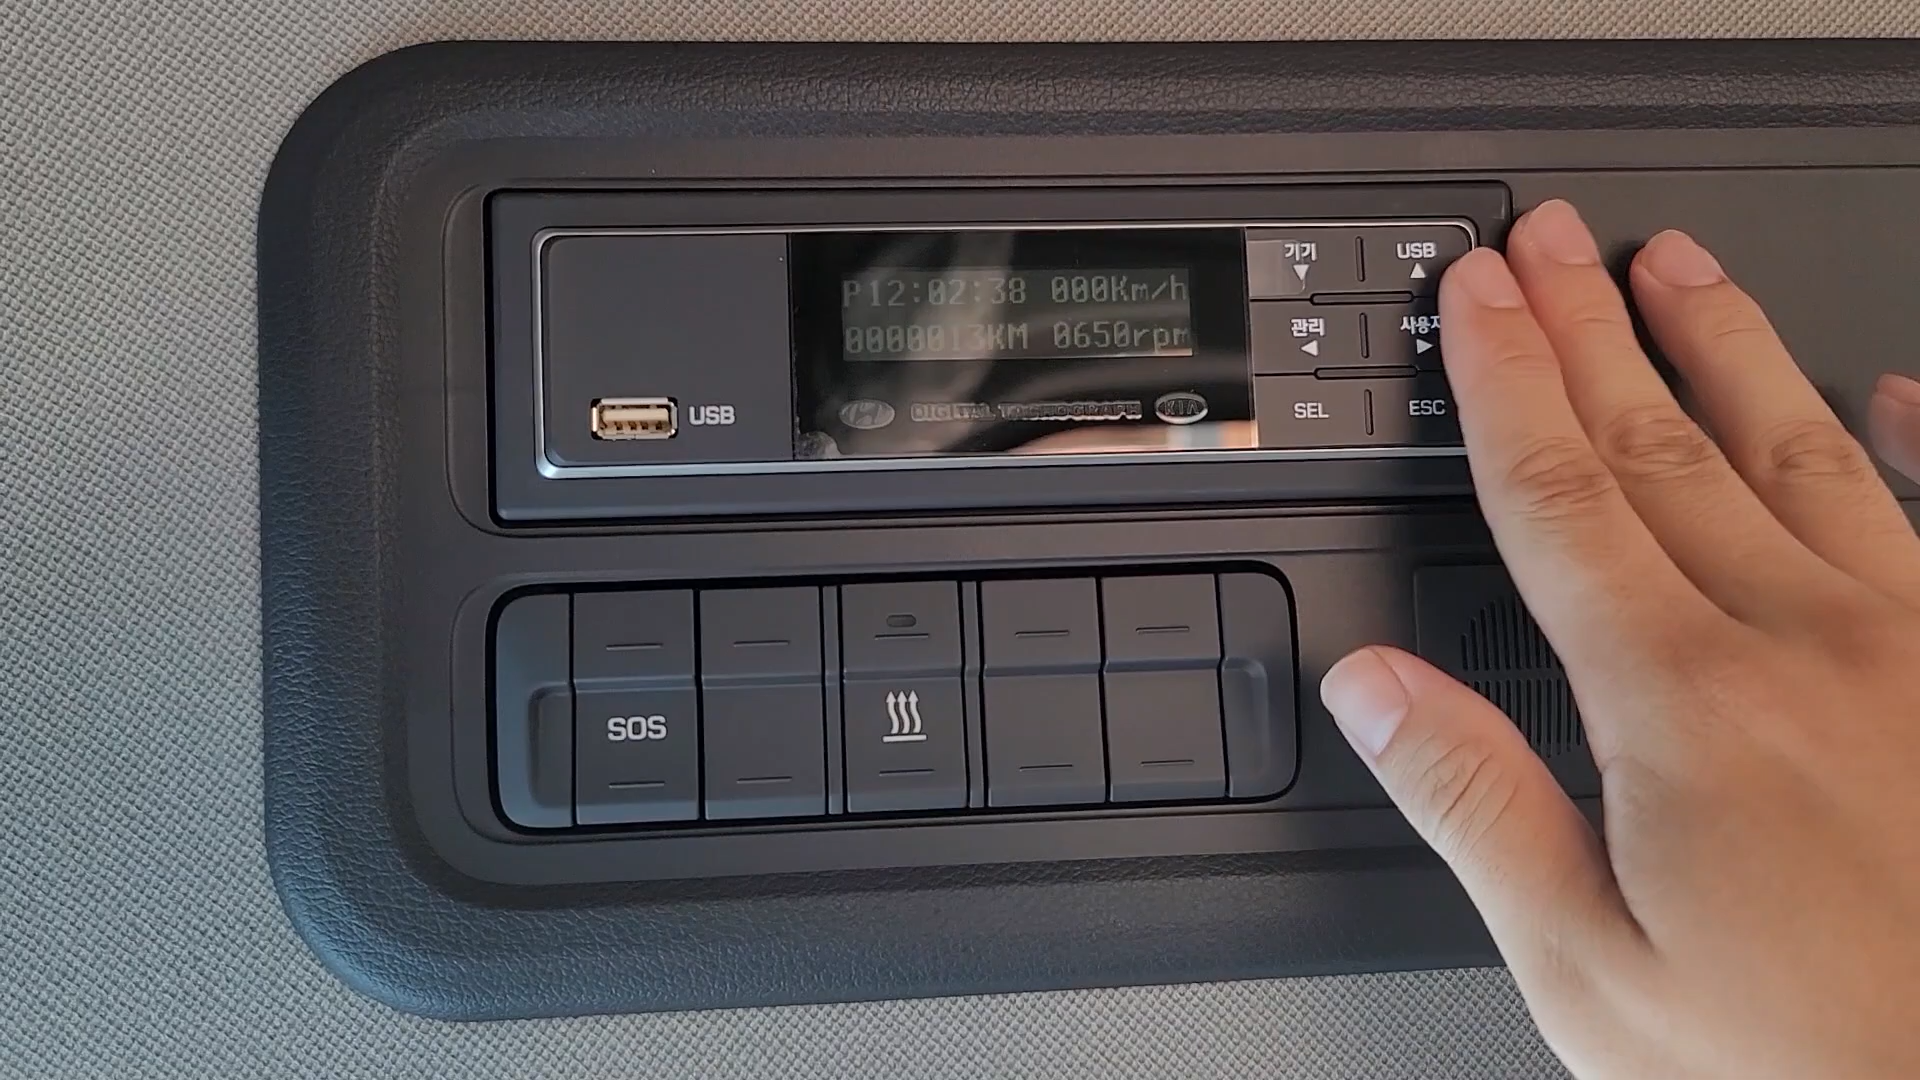 P12:02:38 000Km/h
0000013KM 0650rpm
DIGITAL TACHOGRAPH KIA
USB
기기 USB
관리 사용자
SEL ESC
SOS